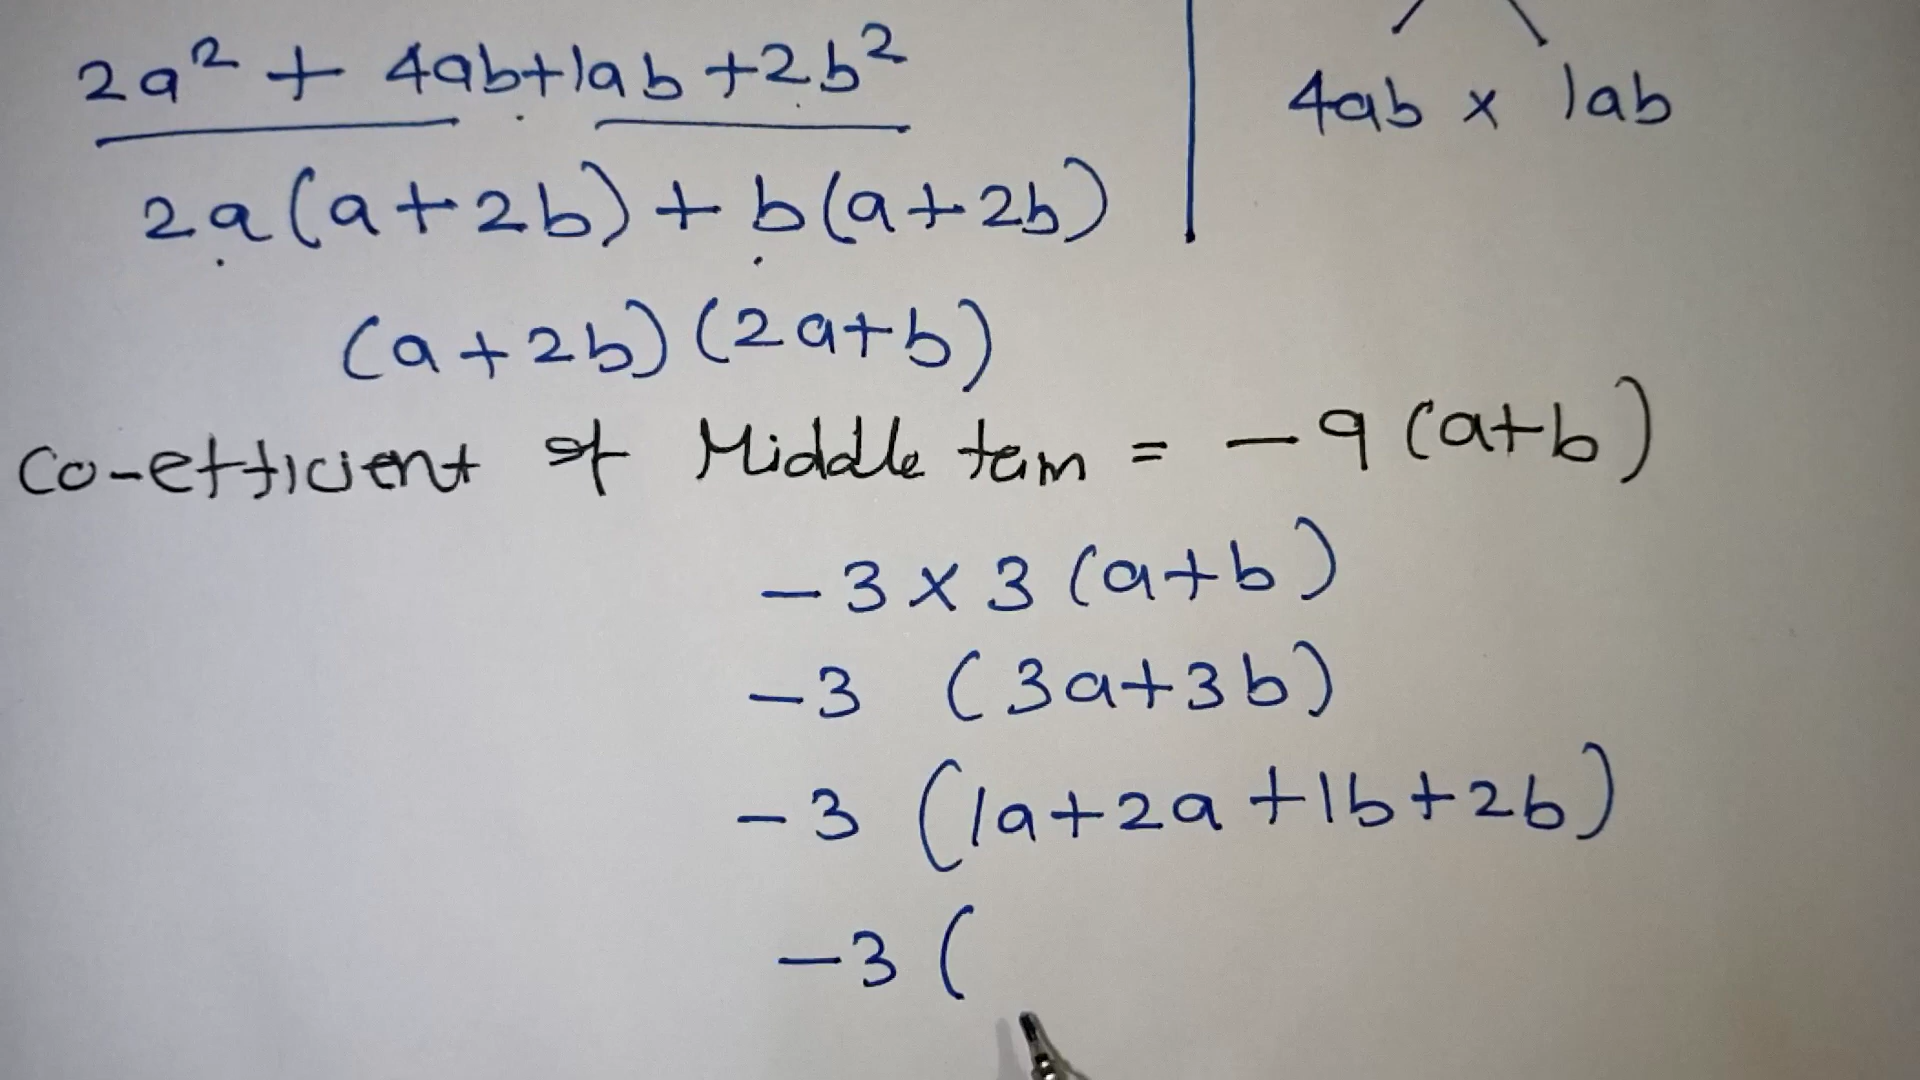 2a² + 4ab+1ab+2b²
4ab × 1ab
2a(a+2b)+b(a+2b)
(a+2b)(2a+b)
Co-efficient of Middle term = -9(a+b)
-3×3(a+b)
-3 (3a+3b)
-3 (1a+2a+1b+2b)
-3(